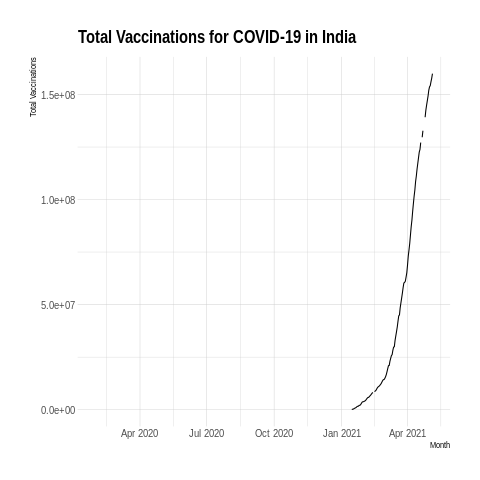 Total Vaccinations for COVID-19 in India
Total Vaccinations
1.5e+08
1.0e+08
5.0e+07
0.0e+00
Apr 2020 Jul 2020 Oct 2020 Jan 2021 Apr 2021
Month